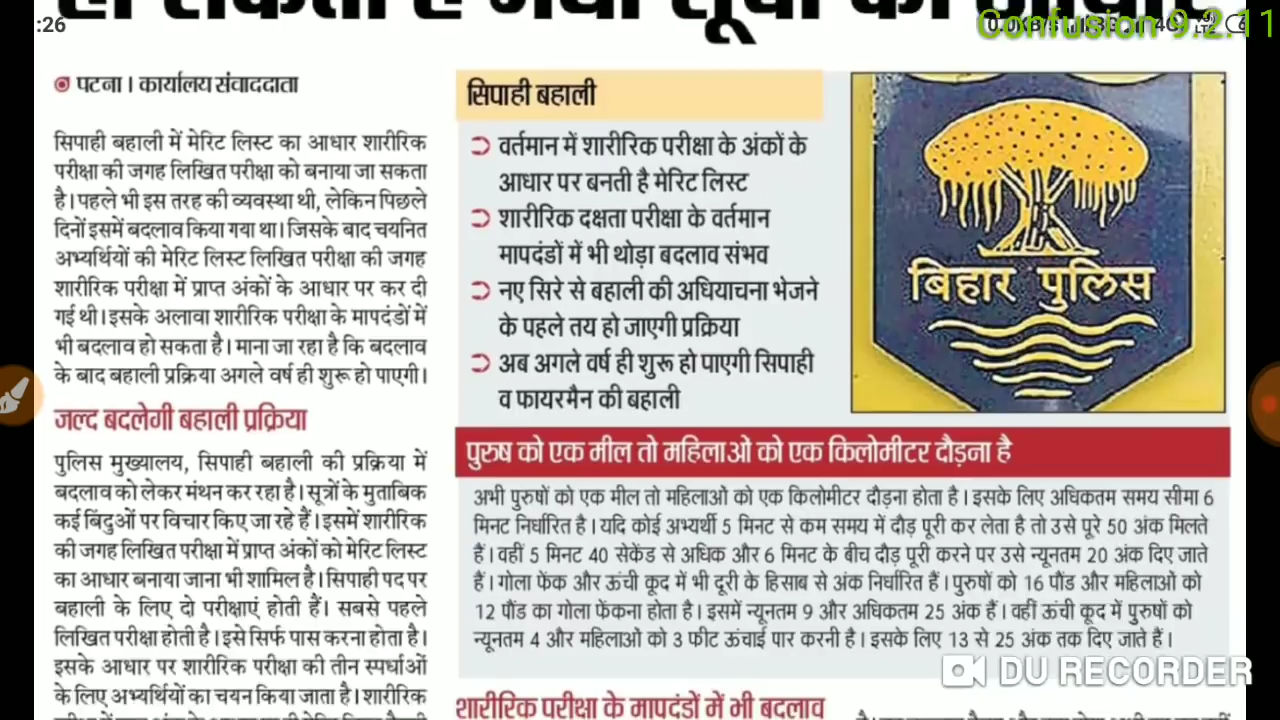 :26
Confusion 9.2.11
पटना। कार्यालय संवाददाता
सिपाही बहाली में मेरिट लिस्ट का आधार शारीरिक
परीक्षा की जगह लिखित परीक्षा को बनाया जा सकता
है। पहले भी इस तरह की व्यवस्था थी, लेकिन पिछले
दिनों इसमें बदलाव किया गया था। जिसके बाद चयनित
अभ्यर्थियों की मेरिट लिस्ट लिखित परीक्षा की जगह
शारीरिक परीक्षा में प्राप्त अंकों के आधार पर कर दी
गई थी। इसके अलावा शारीरिक परीक्षा के मापदंडों में
भी बदलाव हो सकता है। माना जा रहा है कि बदलाव
के बाद बहाली प्रक्रिया अगले वर्ष ही शुरू हो पाएगी।
जल्द बदलेगी बहाली प्रक्रिया
पुलिस मुख्यालय, सिपाही बहाली की प्रक्रिया में
बदलाव को लेकर मंथन कर रहा है। सूत्रों के मुताबिक
कई बिंदुओं पर विचार किए जा रहे हैं। इसमें शारीरिक
की जगह लिखित परीक्षा में प्राप्त अंकों को मेरिट लिस्ट
का आधार बनाया जाना भी शामिल है। सिपाही पद पर
बहाली के लिए दो परीक्षाएं होती हैं। सबसे पहले
लिखित परीक्षा होती है। इसे सिर्फ पास करना होता है।
इसके आधार पर शारीरिक परीक्षा की तीन स्पर्धाओं
के लिए अभ्यर्थियों का चयन किया जाता है। शारीरिक
सिपाही बहाली
वर्तमान में शारीरिक परीक्षा के अंकों के
आधार पर बनती है मेरिट लिस्ट
शारीरिक दक्षता परीक्षा के वर्तमान
मापदंडों में भी थोड़ा बदलाव संभव
नए सिरे से बहाली की अधियाचना भेजने
के पहले तय हो जाएगी प्रक्रिया
अब अगले वर्ष ही शुरू हो पाएगी सिपाही
व फायरमैन की बहाली
बिहार पुलिस
पुरुष को एक मील तो महिलाओं को एक किलोमीटर दौड़ना है
अभी पुरुषों को एक मील तो महिलाओं को एक किलोमीटर दौड़ना होता है। इसके लिए अधिकतम समय सीमा 6
मिनट निर्धारित है। यदि कोई अभ्यर्थी 5 मिनट से कम समय में दौड़ पूरी कर लेता है तो उसे पूरे 50 अंक मिलते
हैं। वहीं 5 मिनट 40 सेकेंड से अधिक और 6 मिनट के बीच दौड़ पूरी करने पर उसे न्यूनतम 20 अंक दिए जाते
हैं। गोला फेंक और ऊंची कूद में भी दूरी के हिसाब से अंक निर्धारित हैं। पुरुषों को 16 पौंड और महिलाओं को
12 पौंड का गोला फेंकना होता है। इसमें न्यूनतम 9 और अधिकतम 25 अंक हैं। वहीं ऊंची कूद में पुरुषों को
न्यूनतम 4 और महिलाओं को 3 फीट ऊंचाई पार करनी है। इसके लिए 13 से 25 अंक तक दिए जाते हैं।
DU RECORDER
शारीरिक परीक्षा के मापदंडों में भी बदलाव